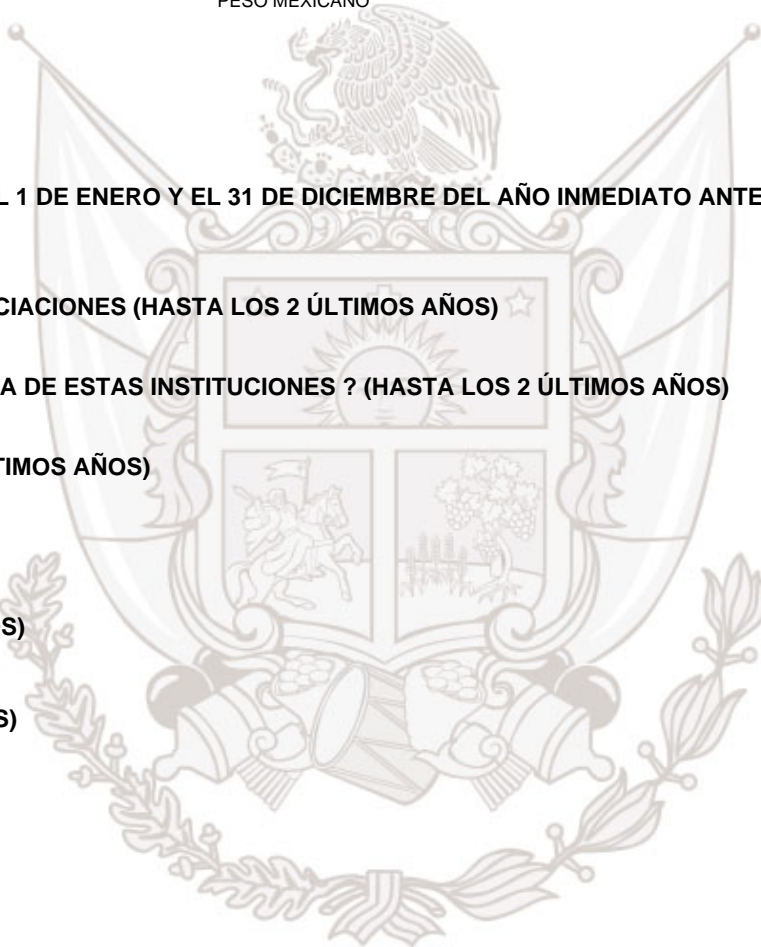 PESO MEXICANO
L 1 DE ENERO Y EL 31 DE DICIEMBRE DEL AÑO INMEDIATO ANTE
CIACIONES (HASTA LOS 2 ÚLTIMOS AÑOS)
A DE ESTAS INSTITUCIONES ? (HASTA LOS 2 ÚLTIMOS AÑOS)
TIMOS AÑOS)
OS)
S)